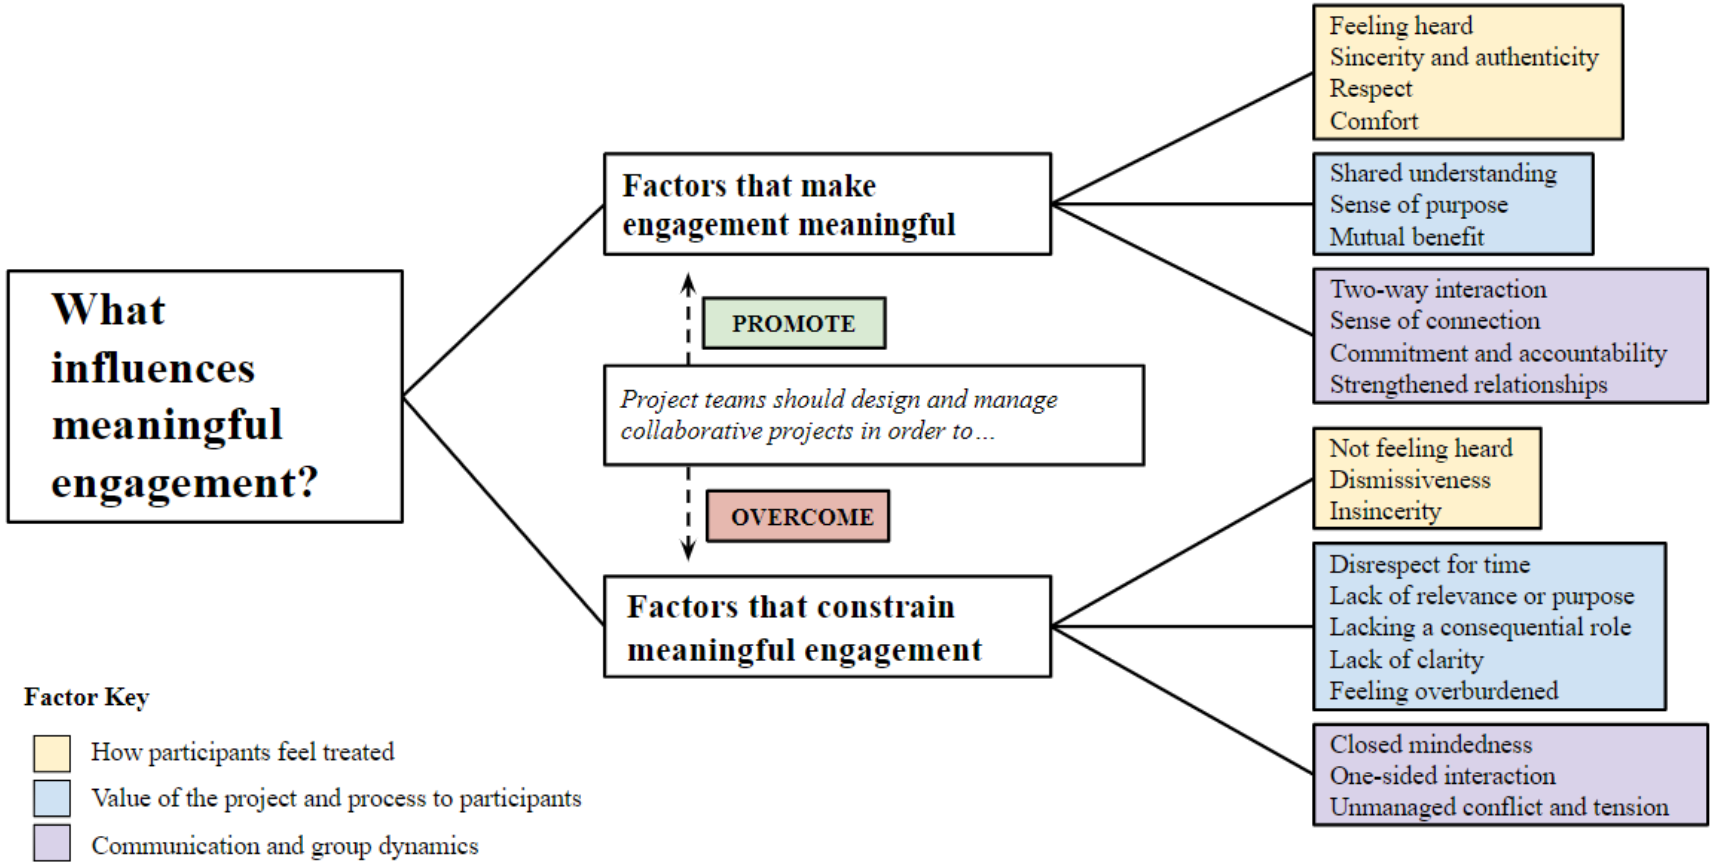 What
influences
meaningful
engagement?
Factors that make
engagement meaningful
PROMOTE
Project teams should design and manage
collaborative projects in order to…
OVERCOME
Factors that constrain
meaningful engagement
Feeling heard
Sincerity and authenticity
Respect
Comfort
Shared understanding
Sense of purpose
Mutual benefit
Two-way interaction
Sense of connection
Commitment and accountability
Strengthened relationships
Not feeling heard
Dismissiveness
Insincerity
Disrespect for time
Lack of relevance or purpose
Lacking a consequential role
Lack of clarity
Feeling overburdened
Closed mindedness
One-sided interaction
Unmanaged conflict and tension
Factor Key
How participants feel treated
Value of the project and process to participants
Communication and group dynamics